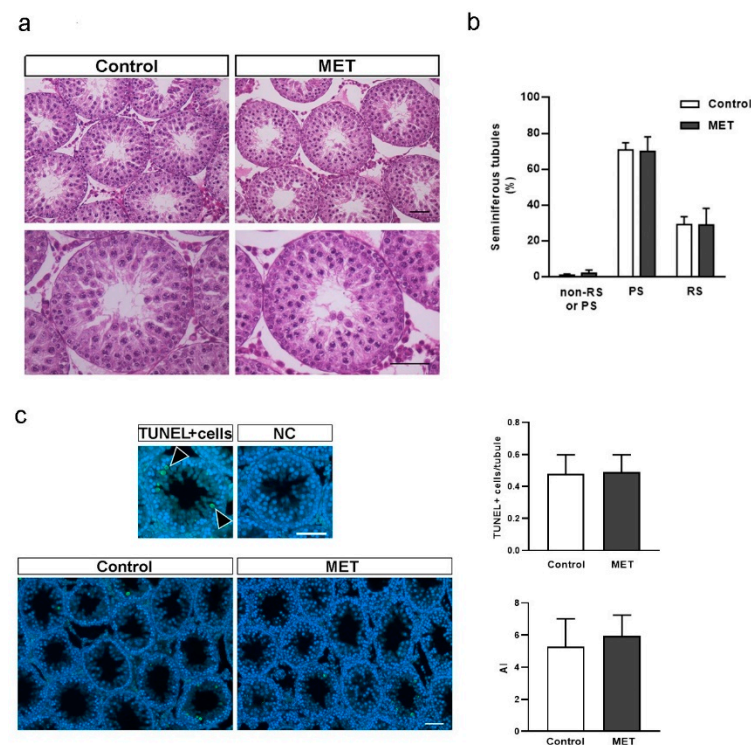 a
Control MET
b
Seminiferous tubules
(%)
100
80
60
40
20
0
non-RS
or PS
PS
RS
Control
MET
c
TUNEL+cells NC
Control MET
TUNEL+ cells/tubule
0.8
0.6
0.4
0.2
0.0
Control MET
AI
8
6
4
2
0
Control MET